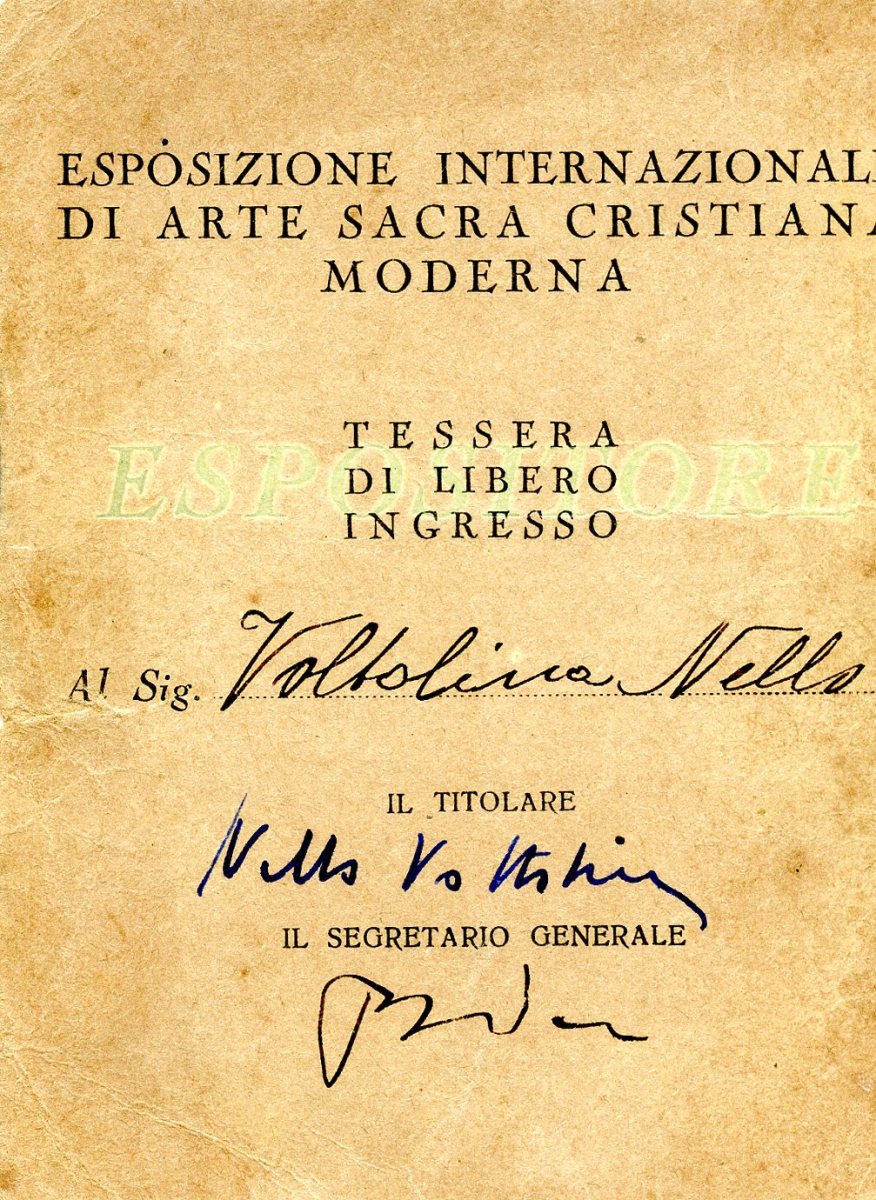 ESPOSIZIONE INTERNAZIONAL
DI ARTE SACRA CRISTIANA
MODERNA
TESSERA
ESPOSITORE
DI LIBERO
INGRESSO
Al Sig. Voltolina Nello
IL TITOLARE
Nello Voltolina
IL SEGRETARIO GENERALE